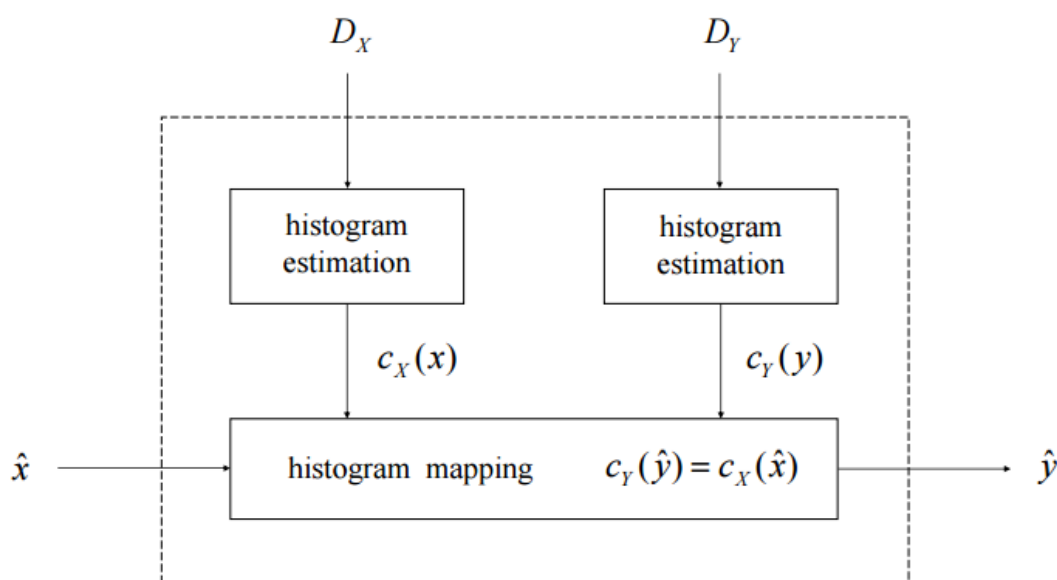 D_X D_Y
histogram estimation histogram estimation
c_X(x) c_Y(y)
x̂ histogram mapping c_Y(ŷ) = c_X(x̂) ŷ